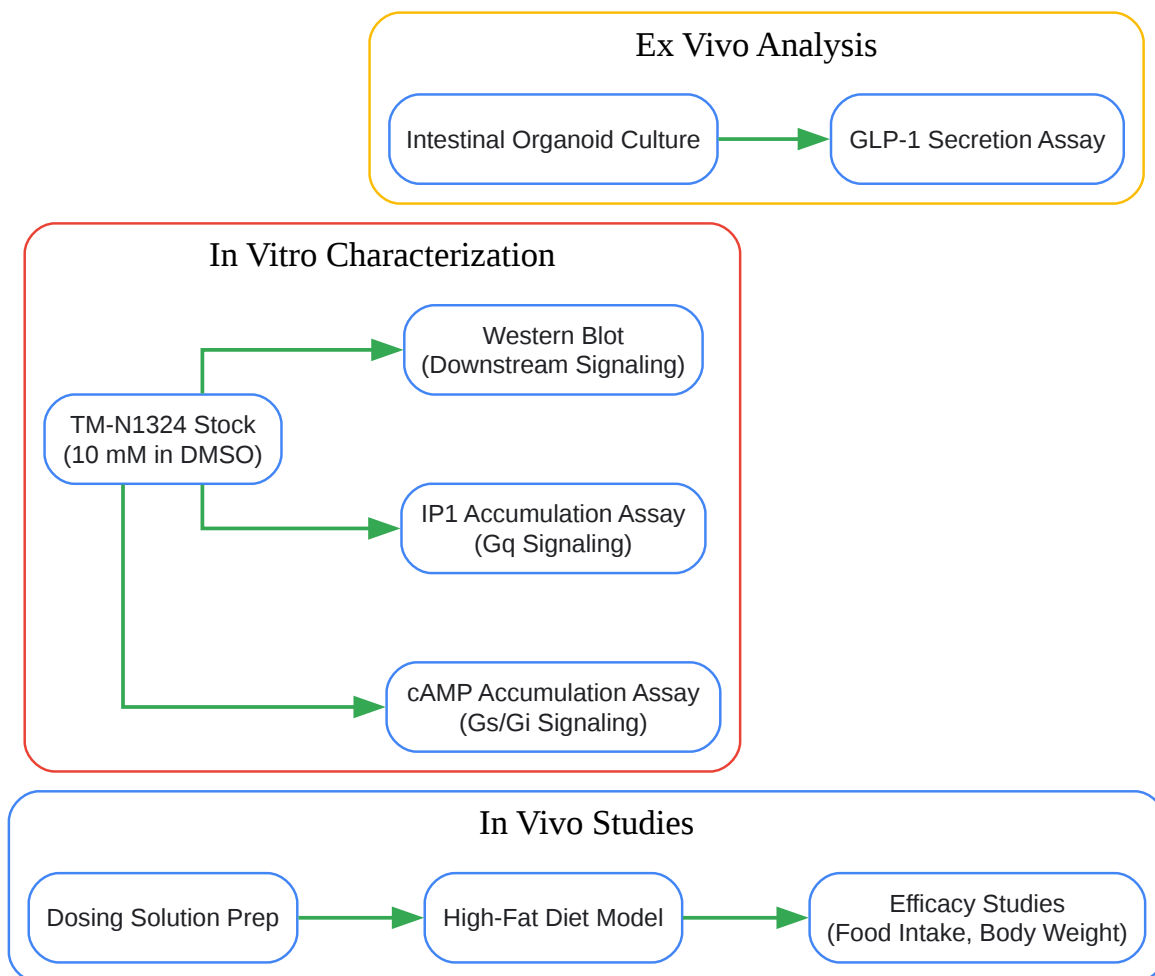 Ex Vivo Analysis
Intestinal Organoid Culture
GLP-1 Secretion Assay
In Vitro Characterization
Western Blot
(Downstream Signaling)
TM-N1324 Stock
(10 mM in DMSO)
IP1 Accumulation Assay
(Gq Signaling)
cAMP Accumulation Assay
(Gs/Gi Signaling)
In Vivo Studies
Dosing Solution Prep
High-Fat Diet Model
Efficacy Studies
(Food Intake, Body Weight)